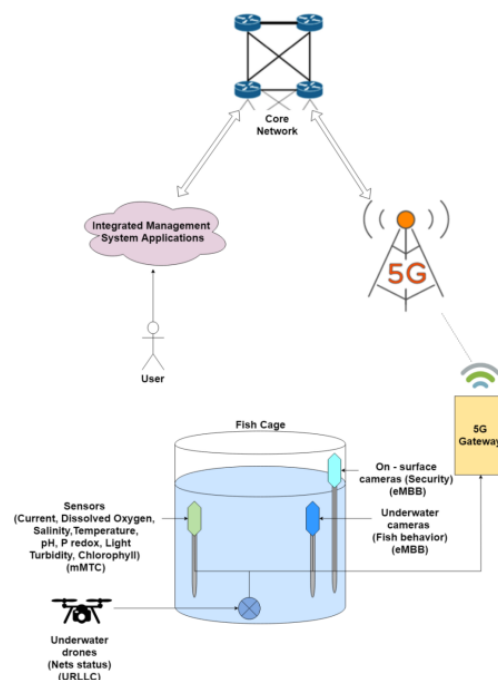 Core
Network
Integrated Management
System Applications
5G
User
5G
Gateway
Fish Cage
On - surface
cameras (Security)
(eMBB)
Sensors
(Current, Dissolved Oxygen,
Salinity,Temperature,
pH, P redox, Light
Turbidity, Chlorophyll)
(mMTC)
Underwater
cameras
(Fish behavior)
(eMBB)
Underwater
drones
(Nets status)
(URLLC)